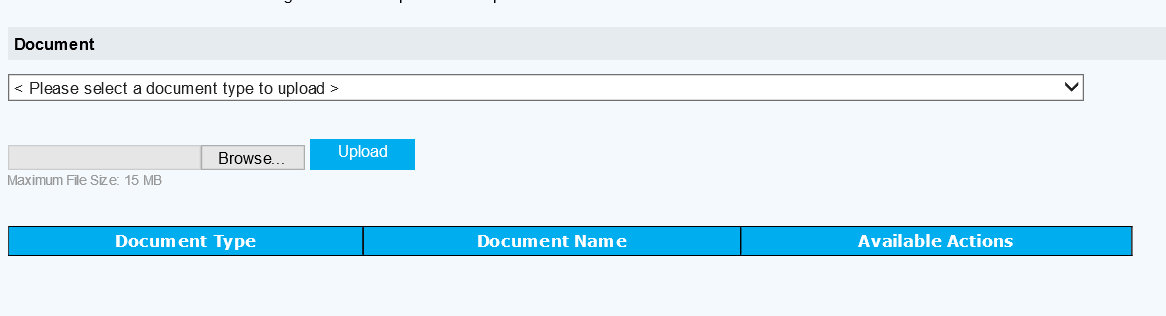 Document
< Please select a document type to upload >
Browse... Upload
Maximum File Size: 15 MB
Document Type Document Name Available Actions